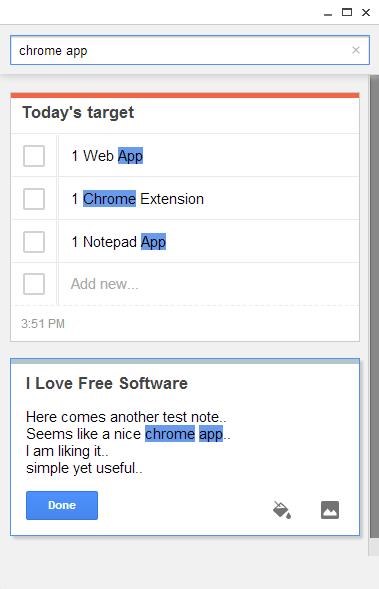 chrome app
Today's target
1 Web App
1 Chrome Extension
1 Notepad App
Add new...
3:51 PM
I Love Free Software
Here comes another test note..
Seems like a nice chrome app..
I am liking it..
simple yet useful..
Done